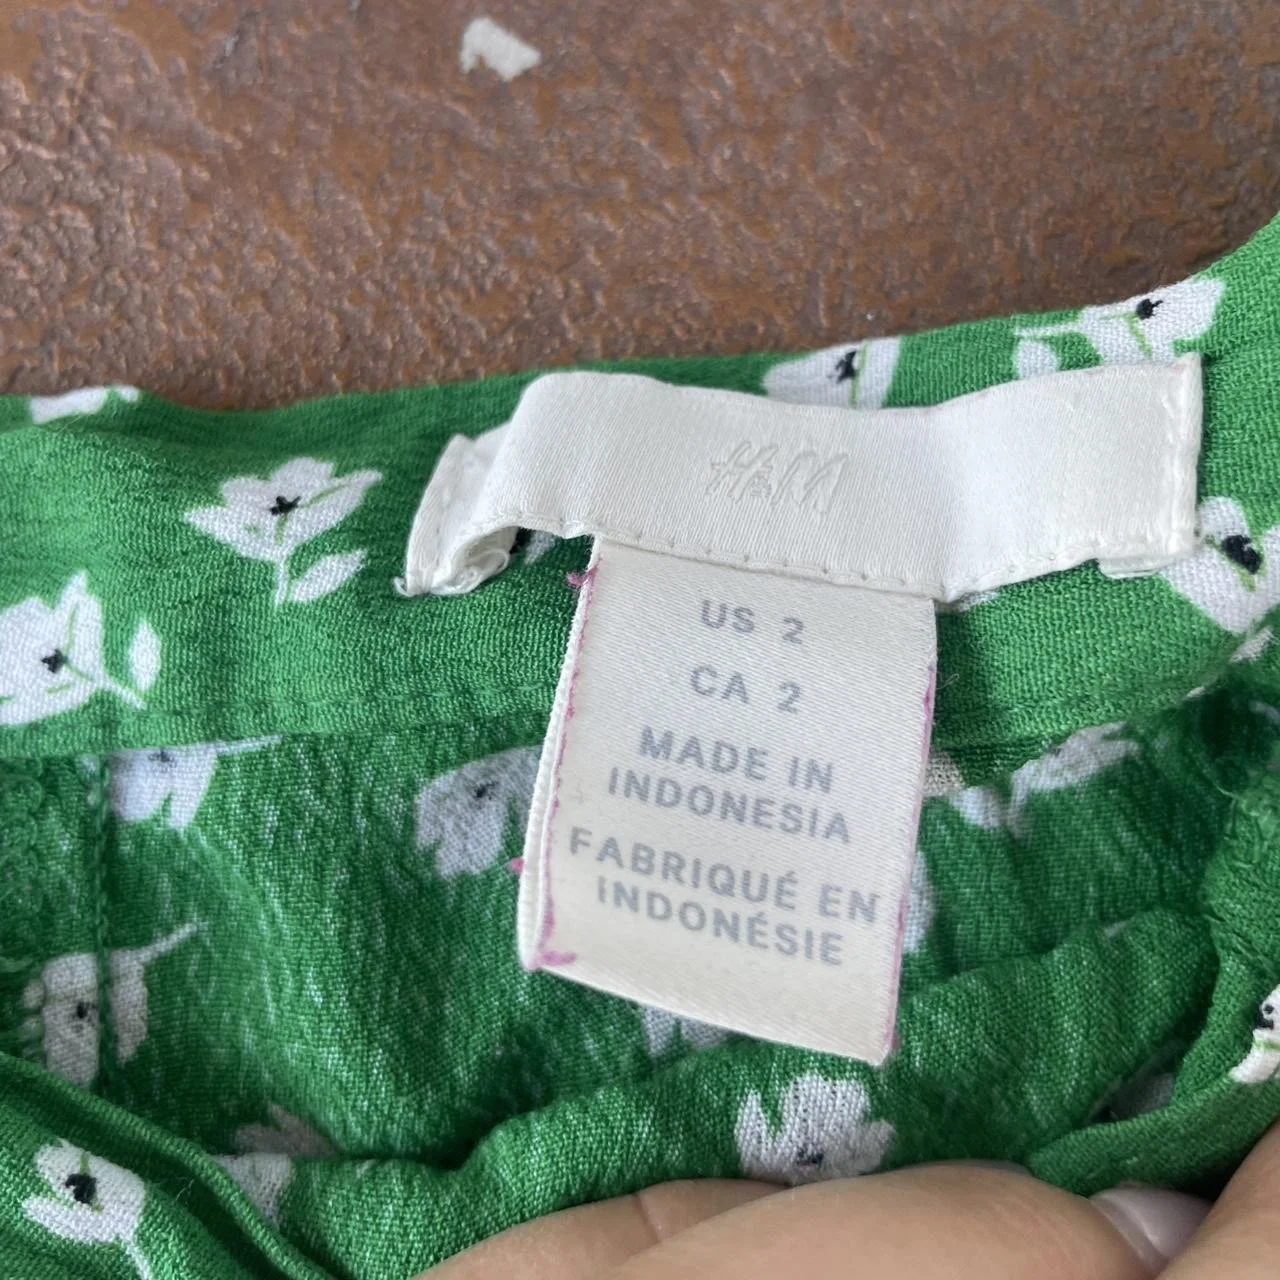 H&M
US 2
CA 2
MADE IN
INDONESIA
FABRIQUÉ EN
INDONÉSIE